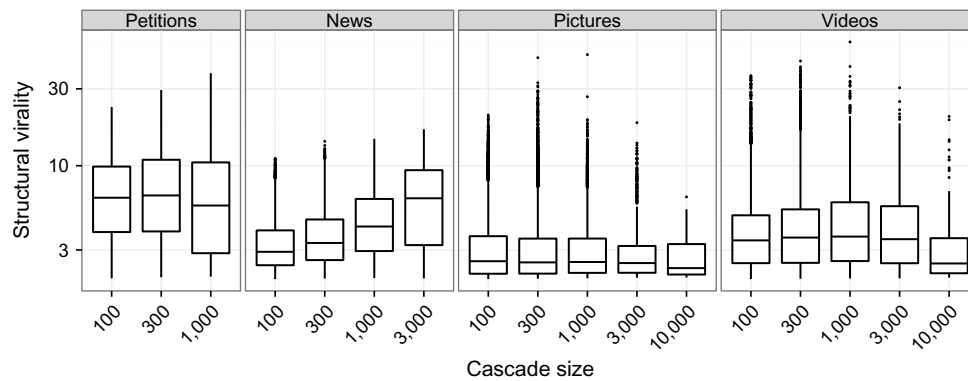 Petitions News Pictures Videos
Structural virality
30
10
3
100 300 1,000 100 300 1,000 3,000 100 300 1,000 3,000 10,000 100 300 1,000 3,000 10,000
Cascade size